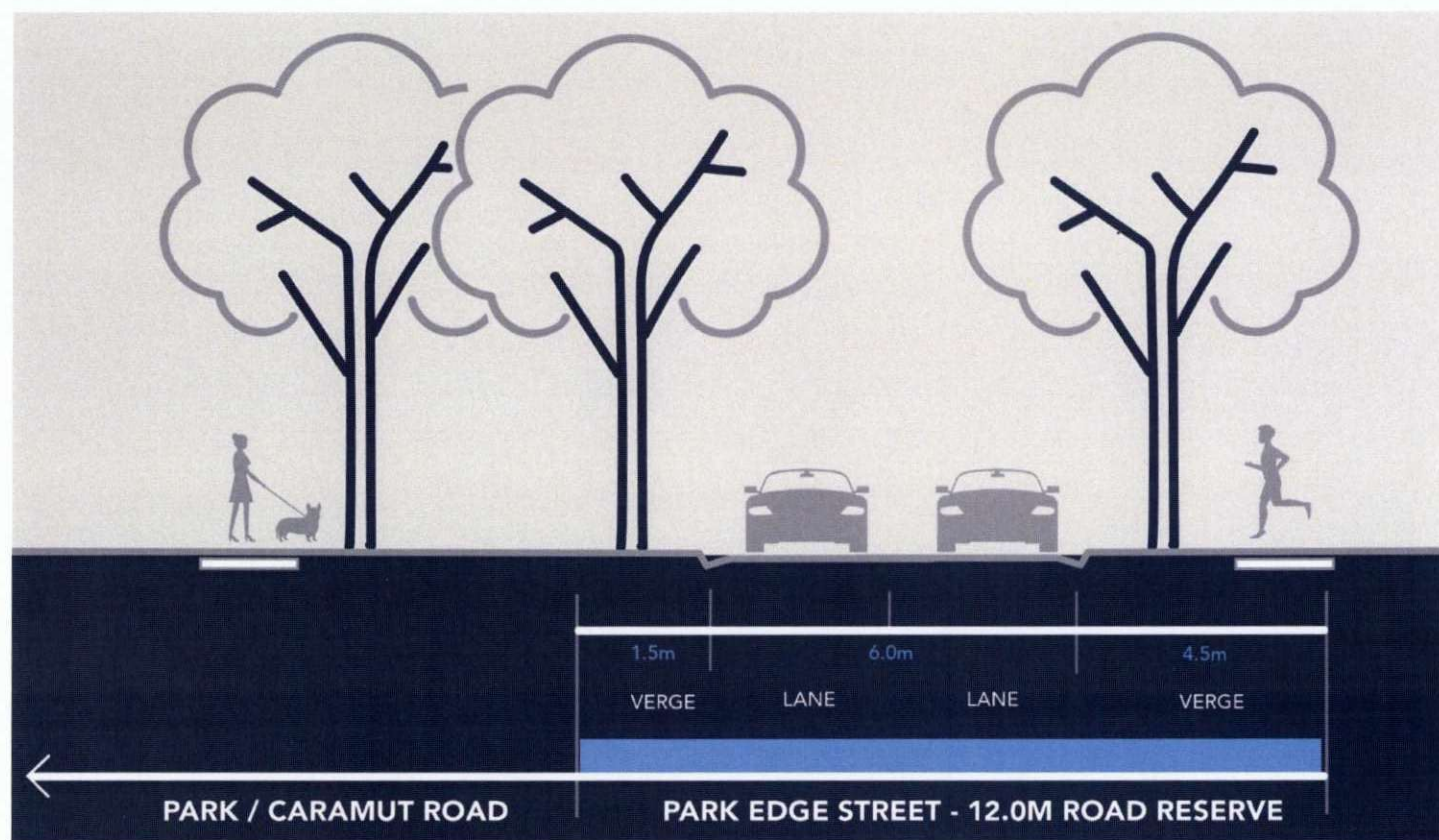 1.5m 6.0m 4.5m
VERGE LANE LANE VERGE
PARK / CARAMUT ROAD PARK EDGE STREET - 12.0M ROAD RESERVE